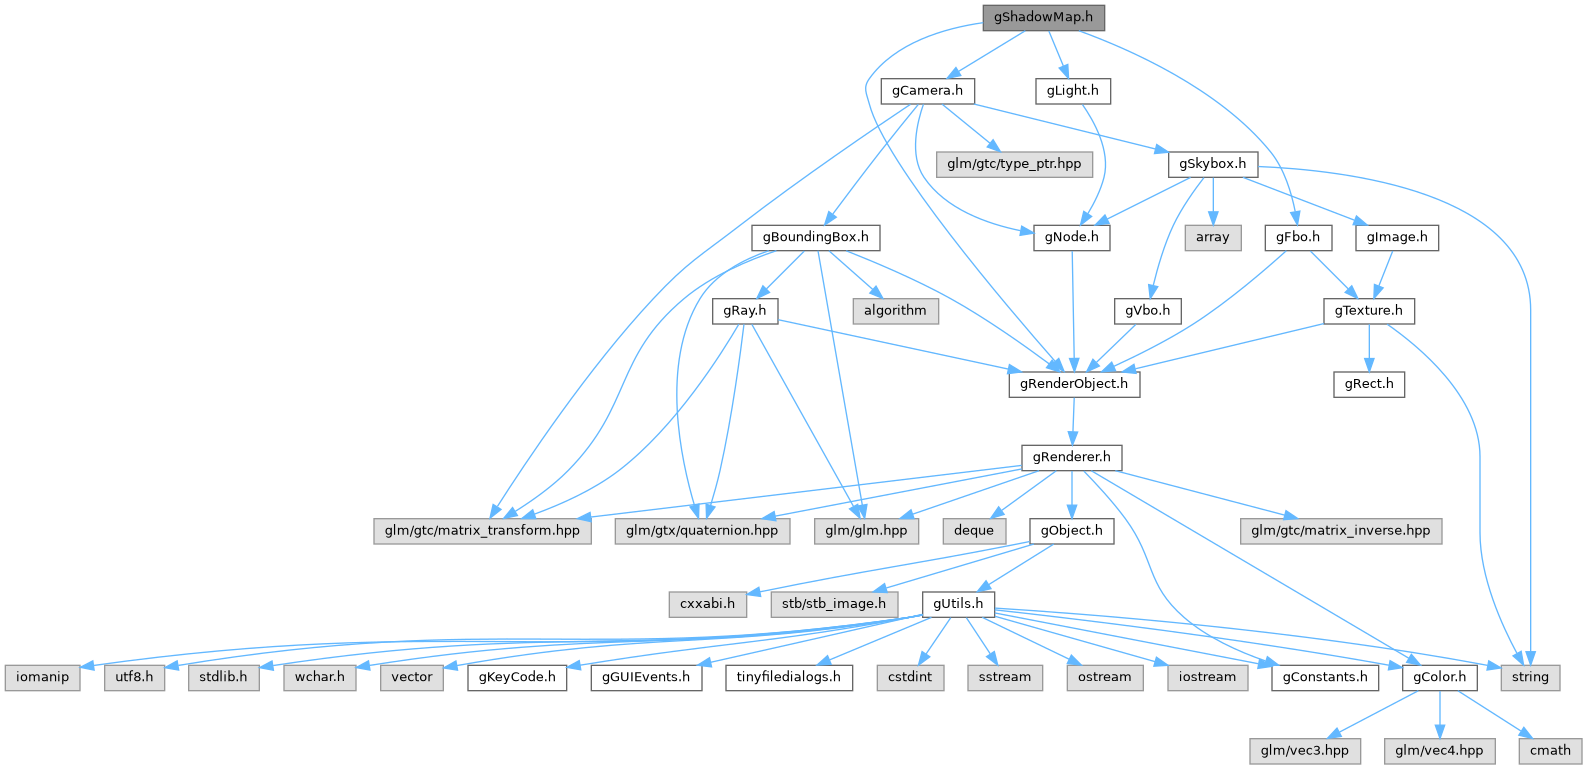 gShadowMap.h
gCamera.h
gLight.h
glm/gtc/type_ptr.hpp
gSkybox.h
gBoundingBox.h
gNode.h
array
gFbo.h
gImage.h
gRay.h
algorithm
gVbo.h
gTexture.h
gRenderObject.h
gRect.h
gRenderer.h
glm/gtc/matrix_transform.hpp
glm/gtx/quaternion.hpp
glm/glm.hpp
deque
gObject.h
glm/gtc/matrix_inverse.hpp
cxxabi.h
stb/stb_image.h
gUtils.h
iomanip
utf8.h
stdlib.h
wchar.h
vector
gKeyCode.h
gGUIEvents.h
tinyfiledialogs.h
cstdint
sstream
ostream
iostream
gConstants.h
gColor.h
string
glm/vec3.hpp
glm/vec4.hpp
cmath